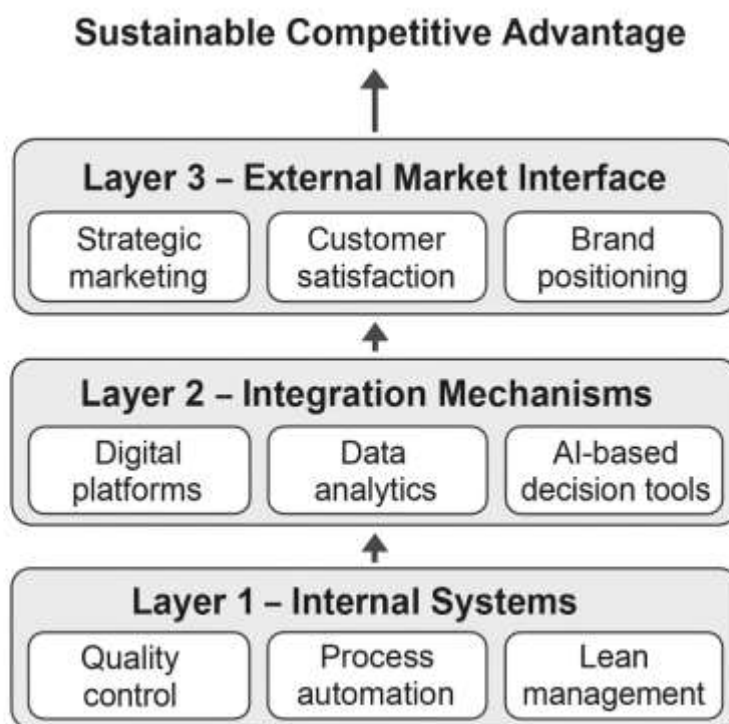 Sustainable Competitive Advantage
Layer 3 – External Market Interface
Strategic
marketing
Customer
satisfaction
Brand
positioning
Layer 2 – Integration Mechanisms
Digital
platforms
Data
analytics
AI-based
decision tools
Layer 1 – Internal Systems
Quality
control
Process
automation
Lean
management